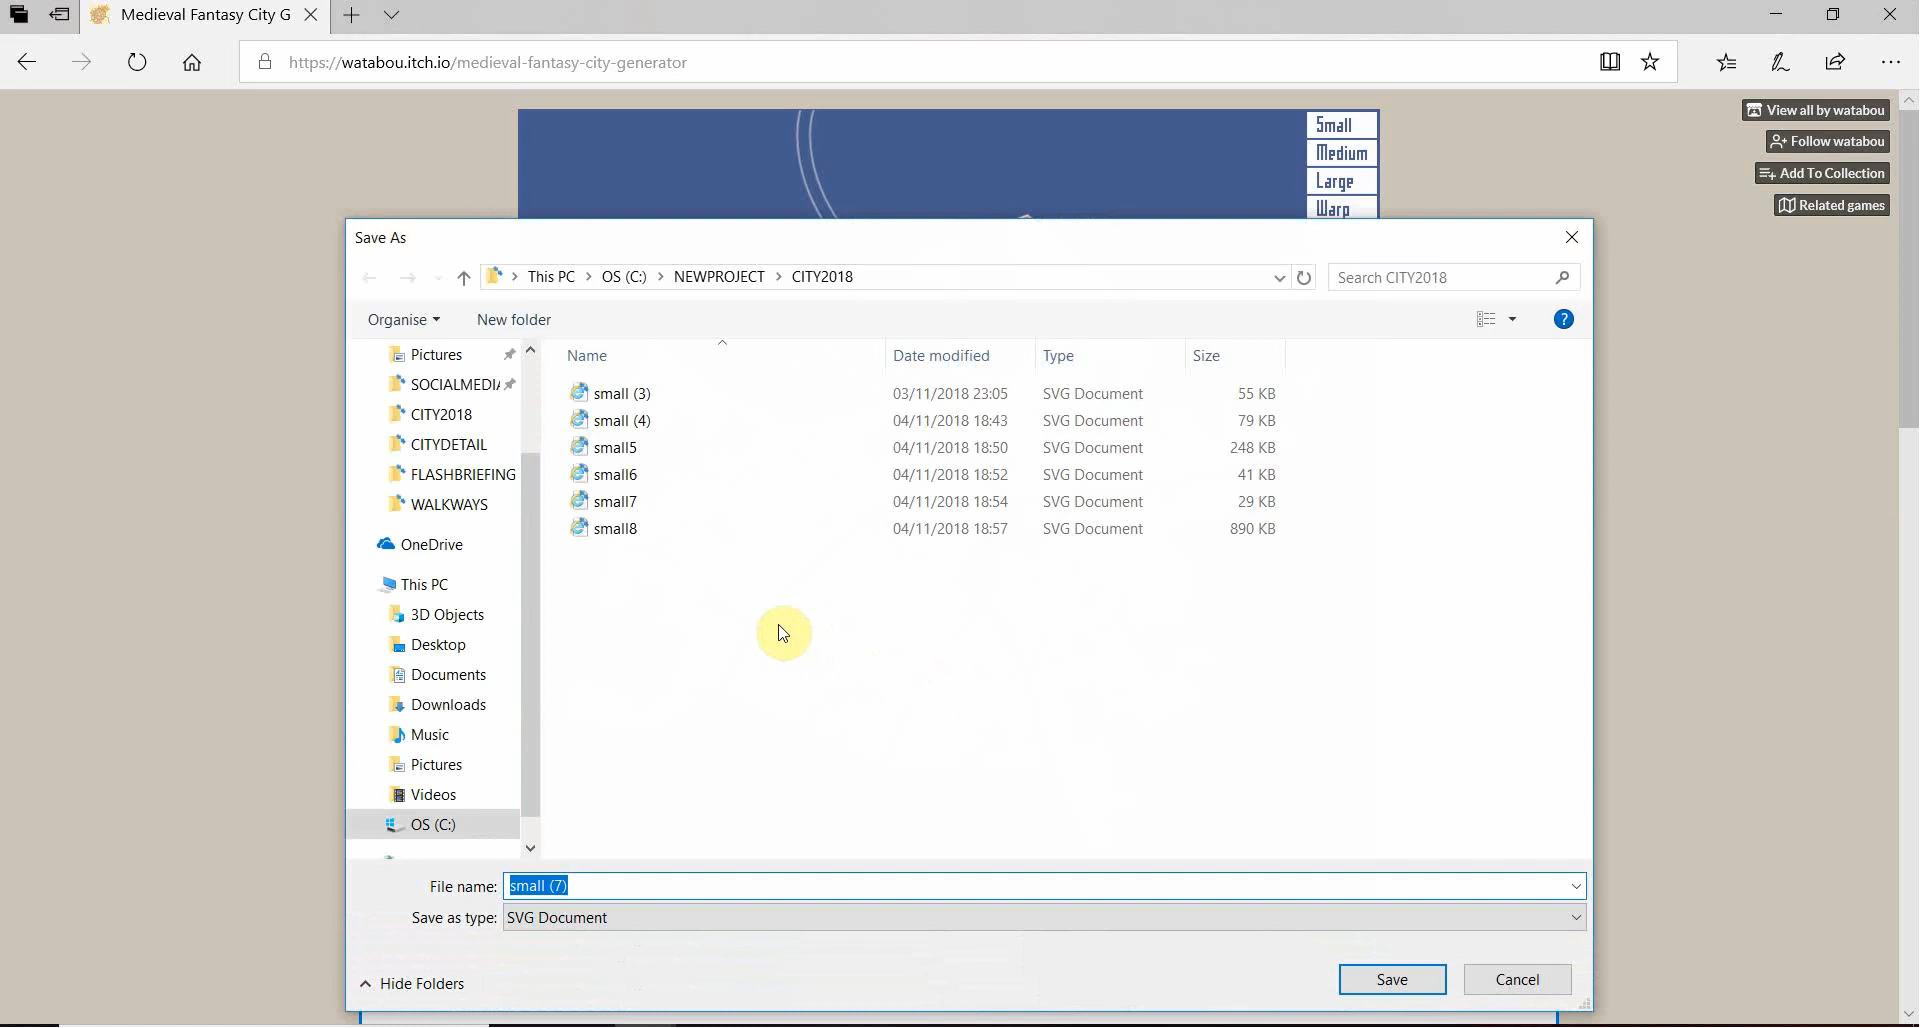 Medieval Fantasy City G
https://watabou.itch.io/medieval-fantasy-city-generator
View all by watabou
Follow watabou
Add To Collection
Related games
Small
Medium
Large
Warp
Save As
This PC > OS (C:) > NEWPROJECT > CITY2018
Search CITY2018
Organise
New folder
Name Date modified Type Size
small (3) 03/11/2018 23:05 SVG Document 55 KB
small (4) 04/11/2018 18:43 SVG Document 79 KB
small5 04/11/2018 18:50 SVG Document 248 KB
small6 04/11/2018 18:52 SVG Document 41 KB
small7 04/11/2018 18:54 SVG Document 29 KB
small8 04/11/2018 18:57 SVG Document 890 KB
Pictures
SOCIALMEDIA
CITY2018
CITYDETAIL
FLASHBRIEFING
WALKWAYS
OneDrive
This PC
3D Objects
Desktop
Documents
Downloads
Music
Pictures
Videos
OS (C:)
File name: small (7)
Save as type: SVG Document
Hide Folders
Save
Cancel